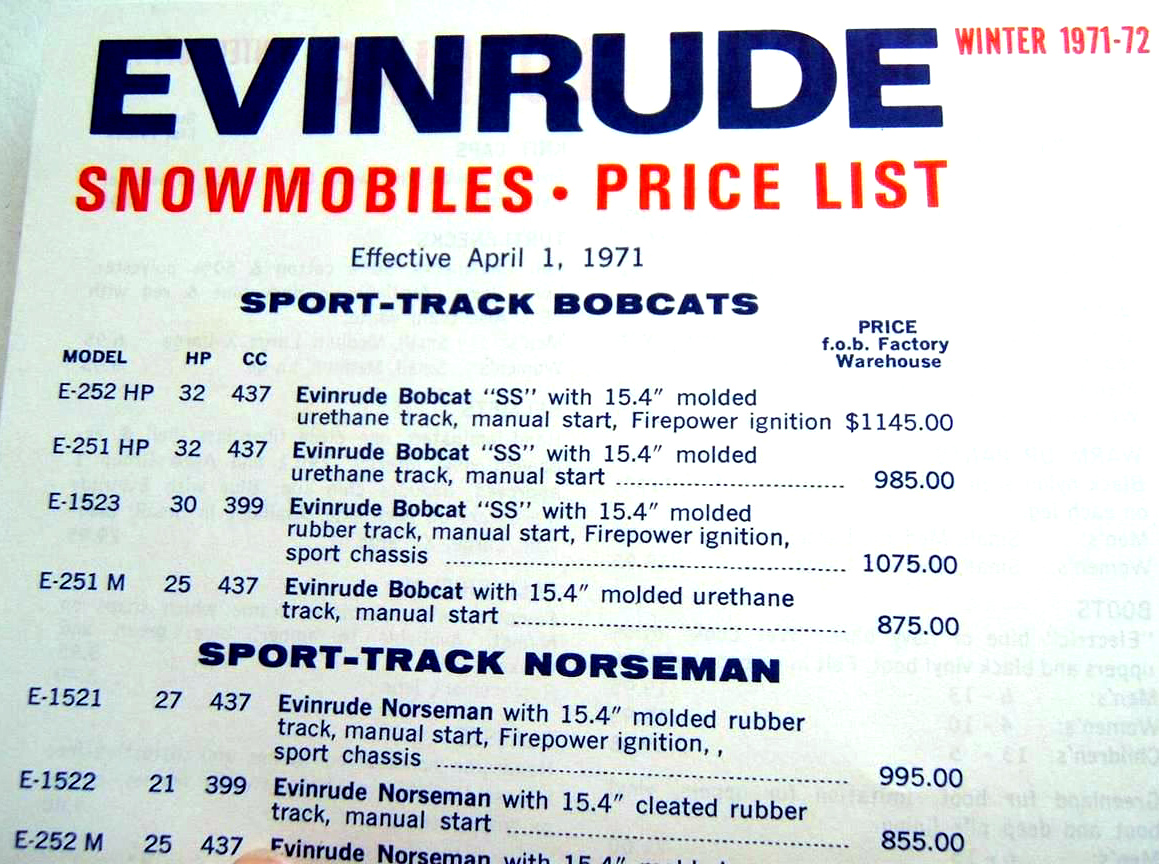 EVINRUDE WINTER 1971-72
SNOWMOBILES • PRICE LIST
Effective April 1, 1971
SPORT-TRACK BOBCATS
PRICE
f.o.b. Factory
Warehouse
MODEL HP CC
E-252 HP 32 437 Evinrude Bobcat "SS" with 15.4" molded
urethane track, manual start, Firepower ignition $1145.00
E-251 HP 32 437 Evinrude Bobcat "SS" with 15.4" molded
urethane track, manual start ........................ 985.00
E-1523 30 399 Evinrude Bobcat "SS" with 15.4" molded
rubber track, manual start, Firepower ignition,
sport chassis ........................ 1075.00
E-251 M 25 437 Evinrude Bobcat with 15.4" molded urethane
track, manual start ........................ 875.00
SPORT-TRACK NORSEMAN
E-1521 27 437 Evinrude Norseman with 15.4" molded rubber
track, manual start, Firepower ignition, ,
sport chassis ........................ 995.00
E-1522 21 399 Evinrude Norseman with 15.4" cleated rubber
track, manual start ........................ 855.00
E-252 M 25 437 Evinrude Norseman with 15.4" molded